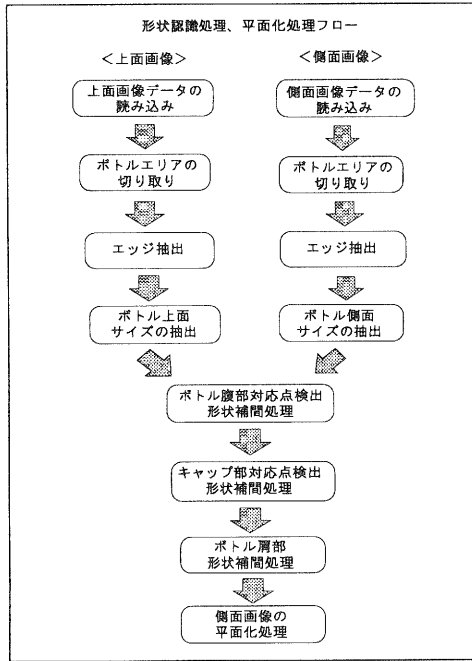 形状認識処理、平面化処理フロー
＜上面画像＞
上面画像データの
読み込み
ボトルエリアの
切り取り
エッジ抽出
ボトル上面
サイズの抽出
＜側面画像＞
側面画像データの
読み込み
ボトルエリアの
切り取り
エッジ抽出
ボトル側面
サイズの抽出
ボトル腹部対応点検出
形状補間処理
キャップ部対応点検出
形状補間処理
ボトル肩部
形状補間処理
側面画像の
平面化処理